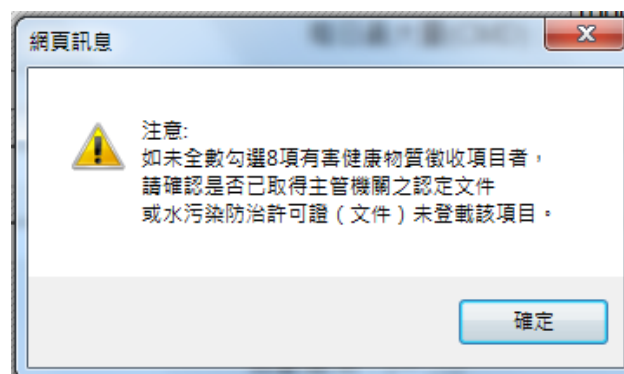 網頁訊息
注意:
如未全數勾選8項有害健康物質徵收項目者，
請確認是否已取得主管機關之認定文件
或水污染防治許可證（文件）未登載該項目。
確定